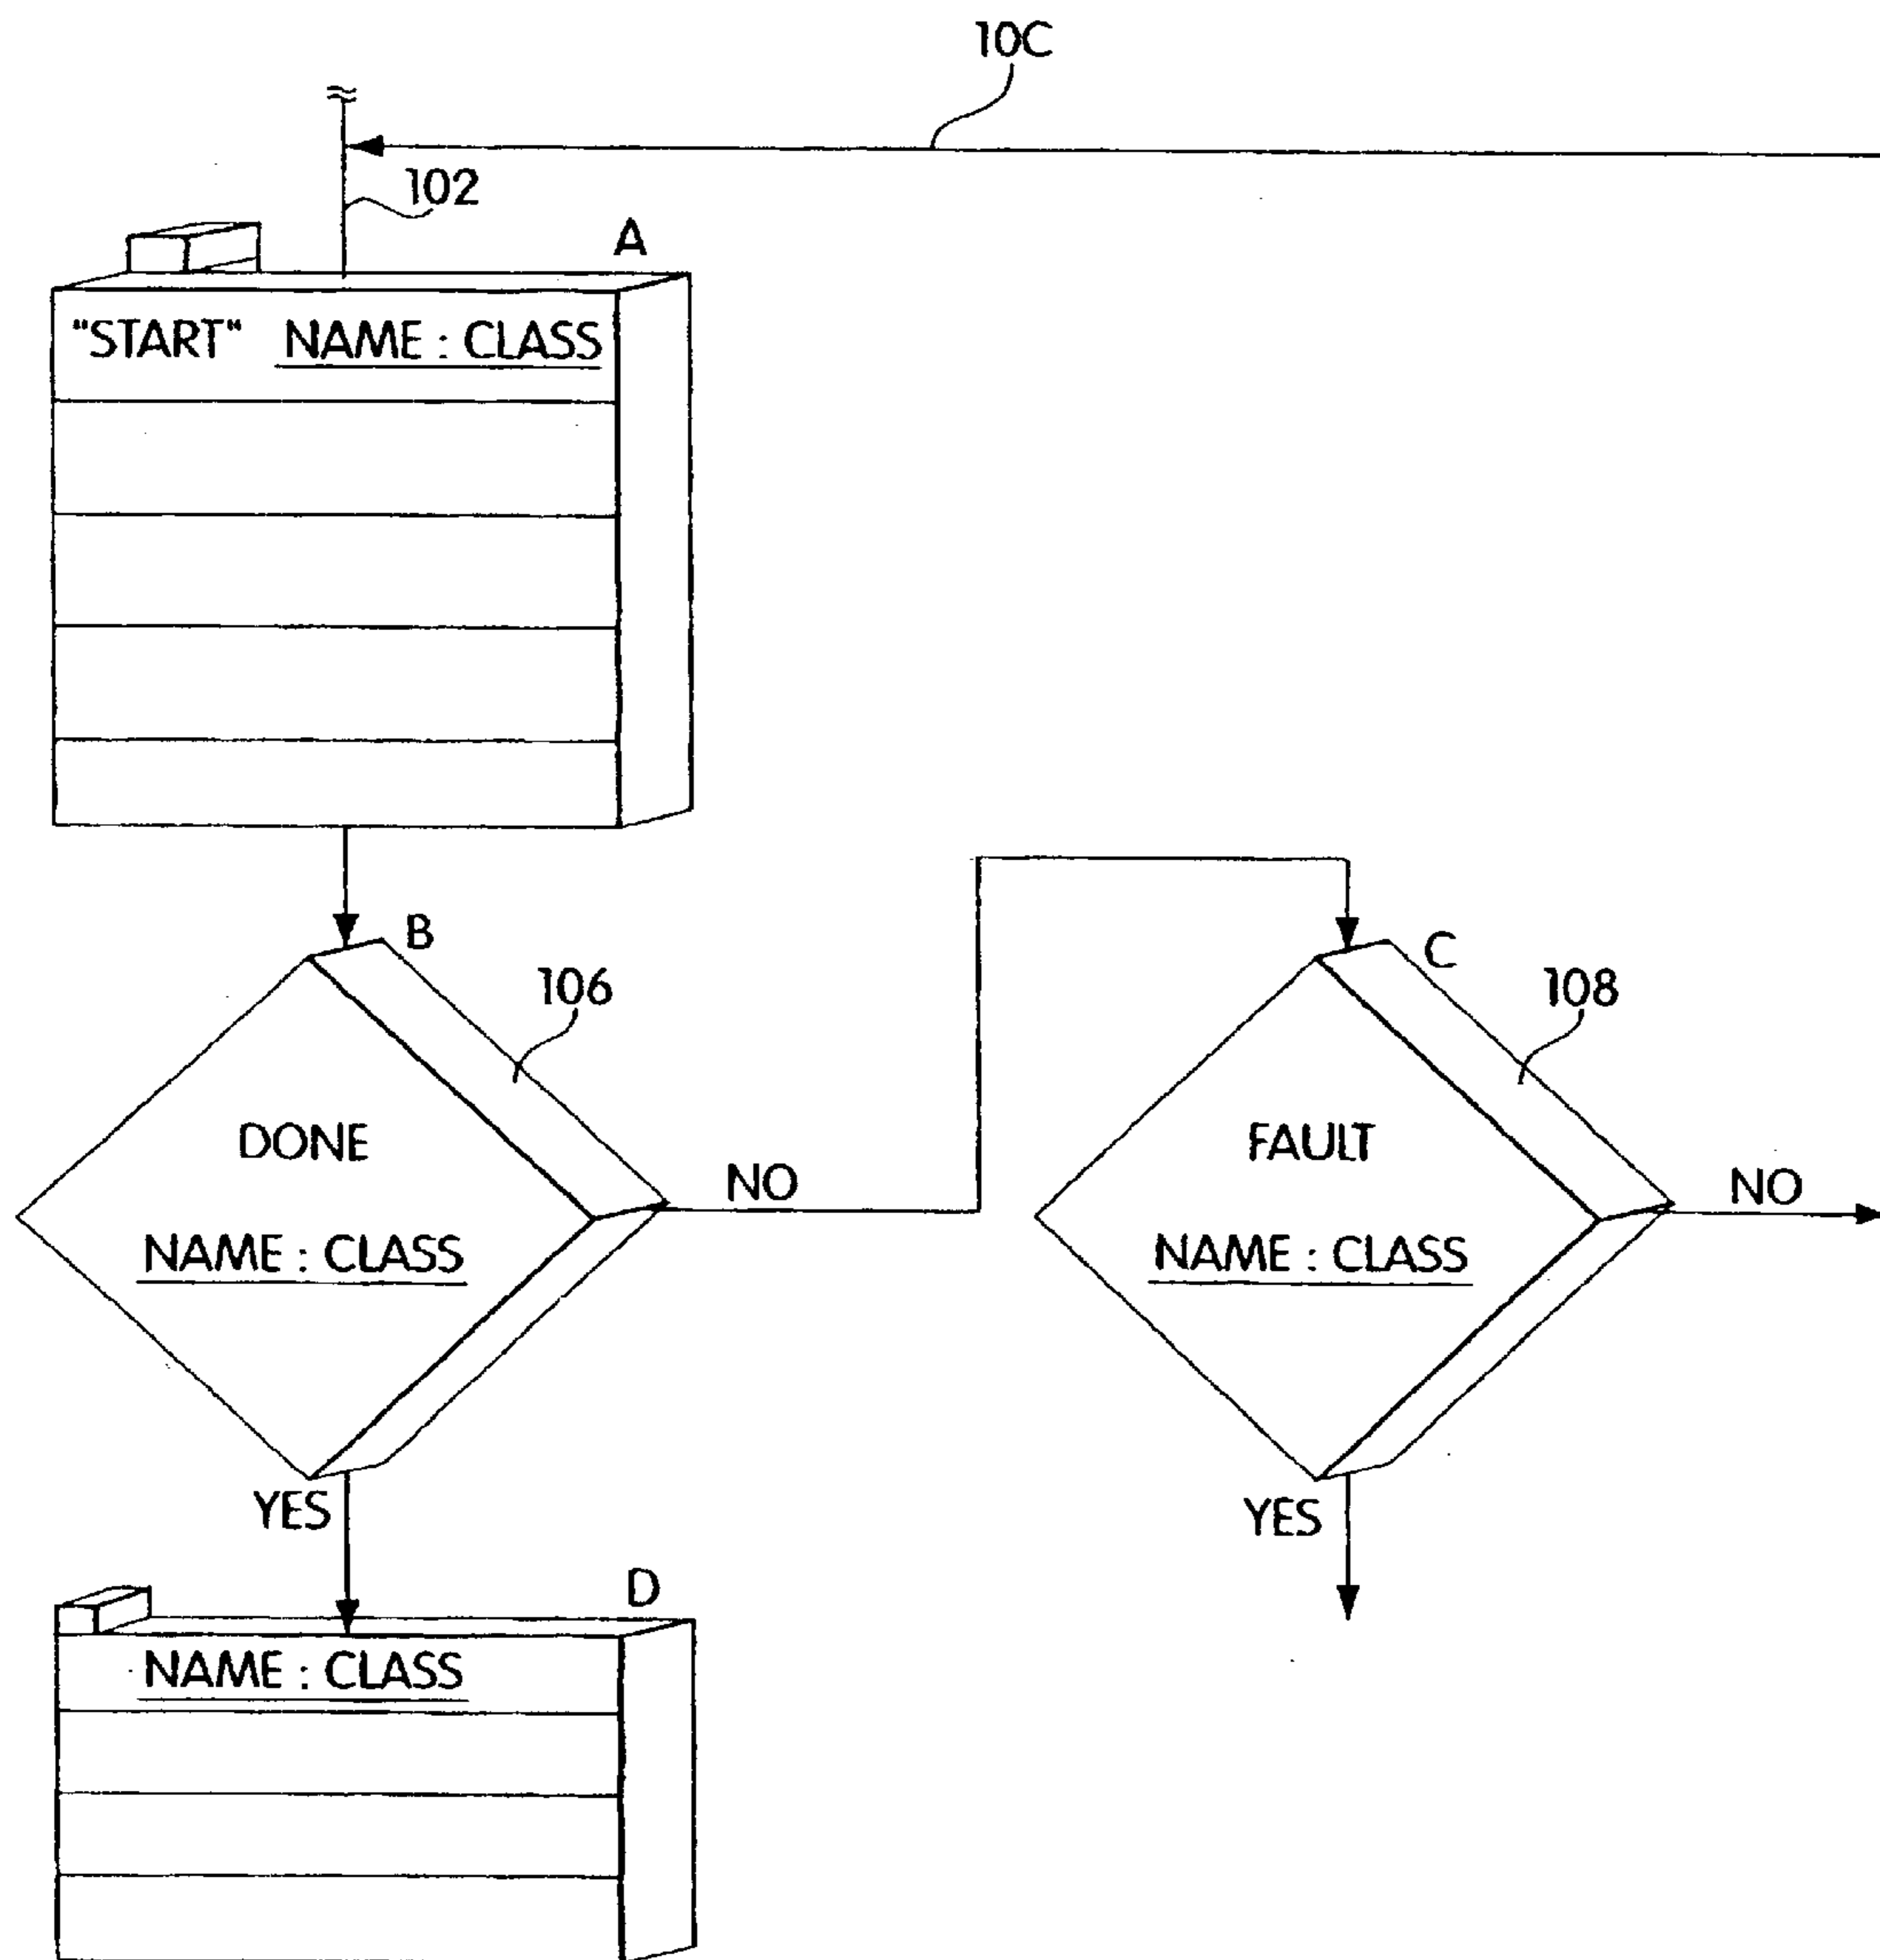 10C
102
A
"START" NAME : CLASS
B
106
C
108
DONE
NAME : CLASS
NO
FAULT
NAME : CLASS
NO
YES
YES
D
NAME : CLASS